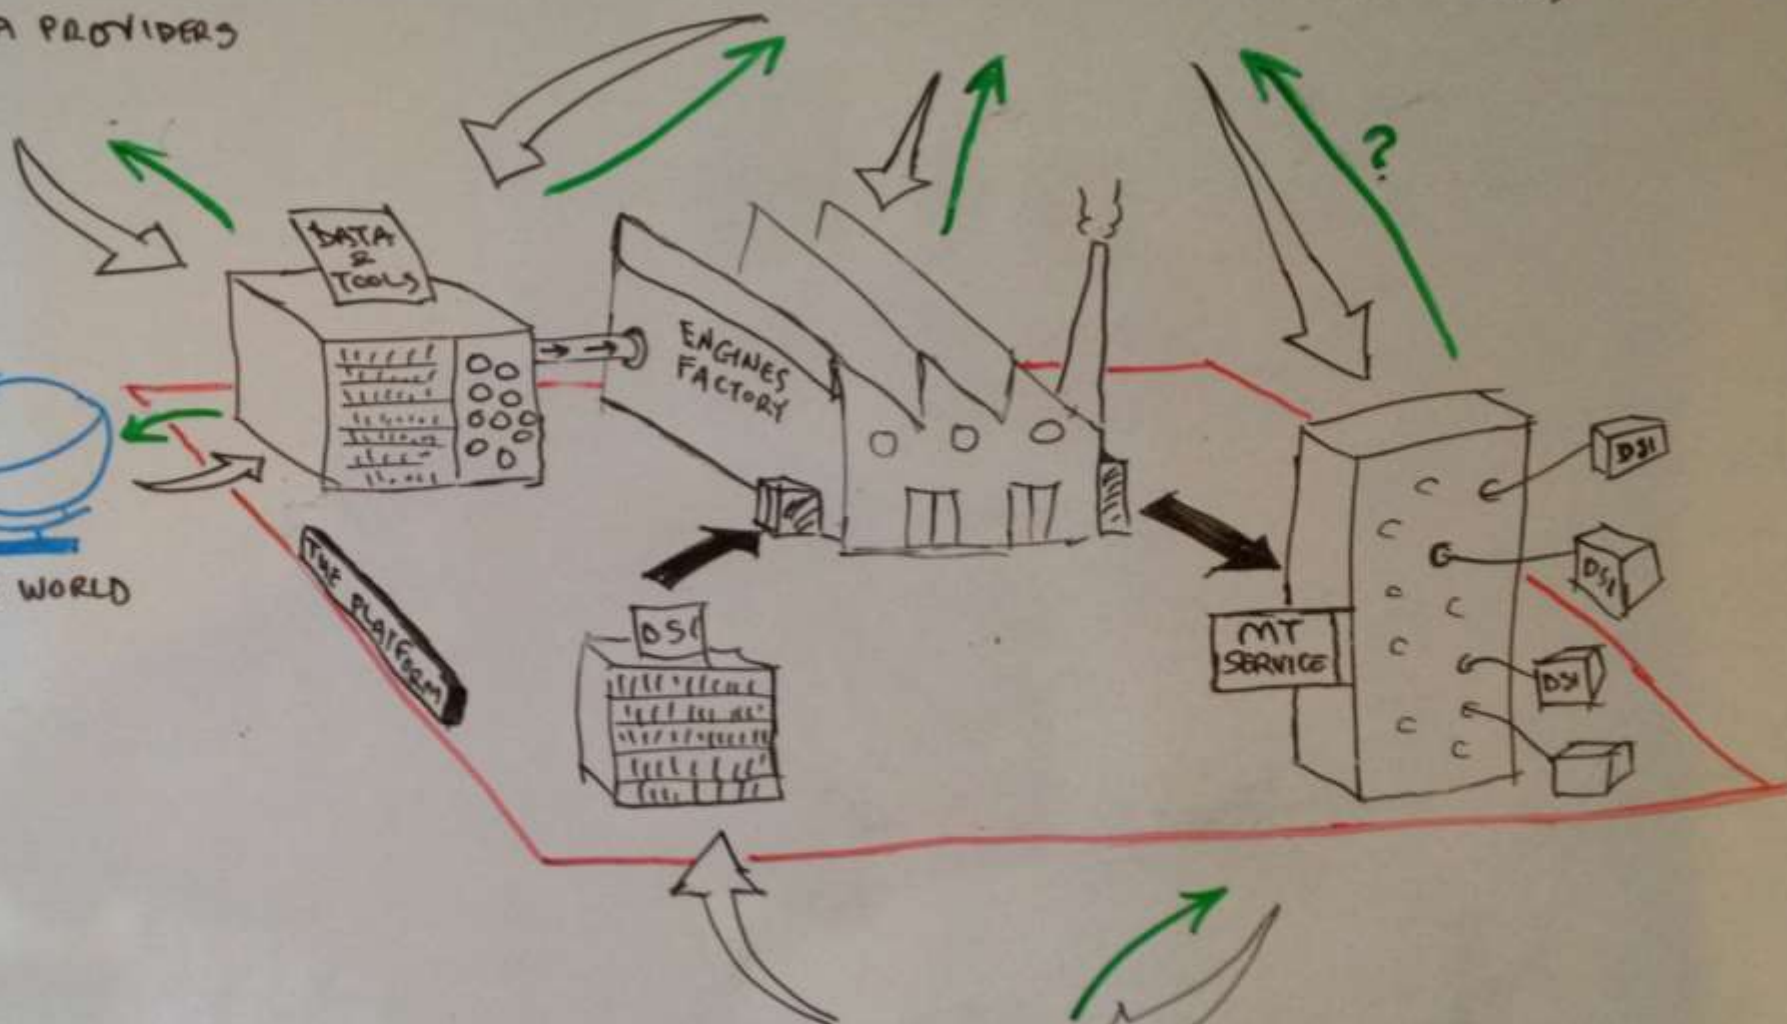 A PROVIDERS
?
DATA
&
TOOLS
ENGINES
FACTORY
DSI
DSI
WORLD
THE PLATFORM
DSI
MT
SERVICE
DSI